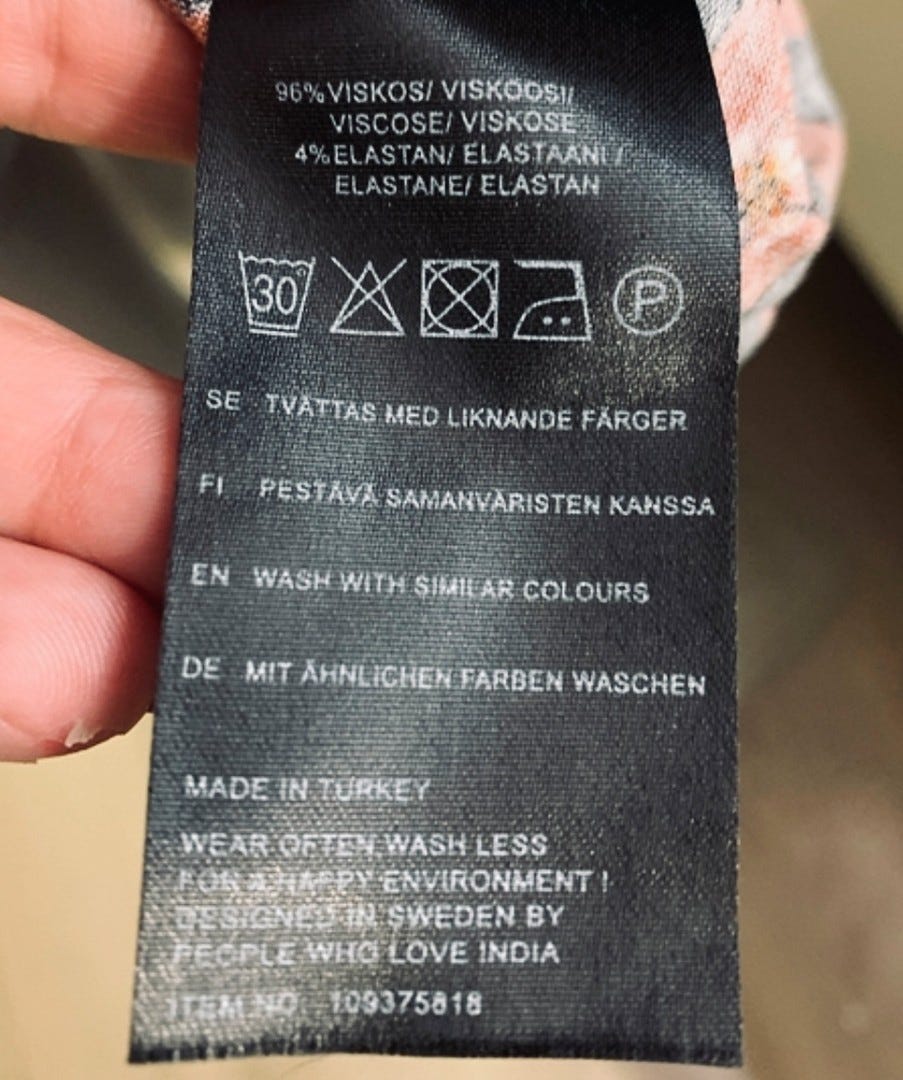 96% VISKOS/ VISKOOSI/
VISCOSE/ VISKOSE
4% ELASTAN/ ELASTAANI /
ELASTANE/ ELASTAN
30 P
SE TVÄTTAS MED LIKNANDE FÄRGER
FI PESTÄVÄ SAMANVÄRISTEN KANSSA
EN WASH WITH SIMILAR COLOURS
DE MIT ÄHNLICHEN FARBEN WASCHEN
MADE IN TURKEY
WEAR OFTEN WASH LESS
FOR A HAPPY ENVIRONMENT !
DESIGNED IN SWEDEN BY
PEOPLE WHO LOVE INDIA
ITEM NO. 109375818